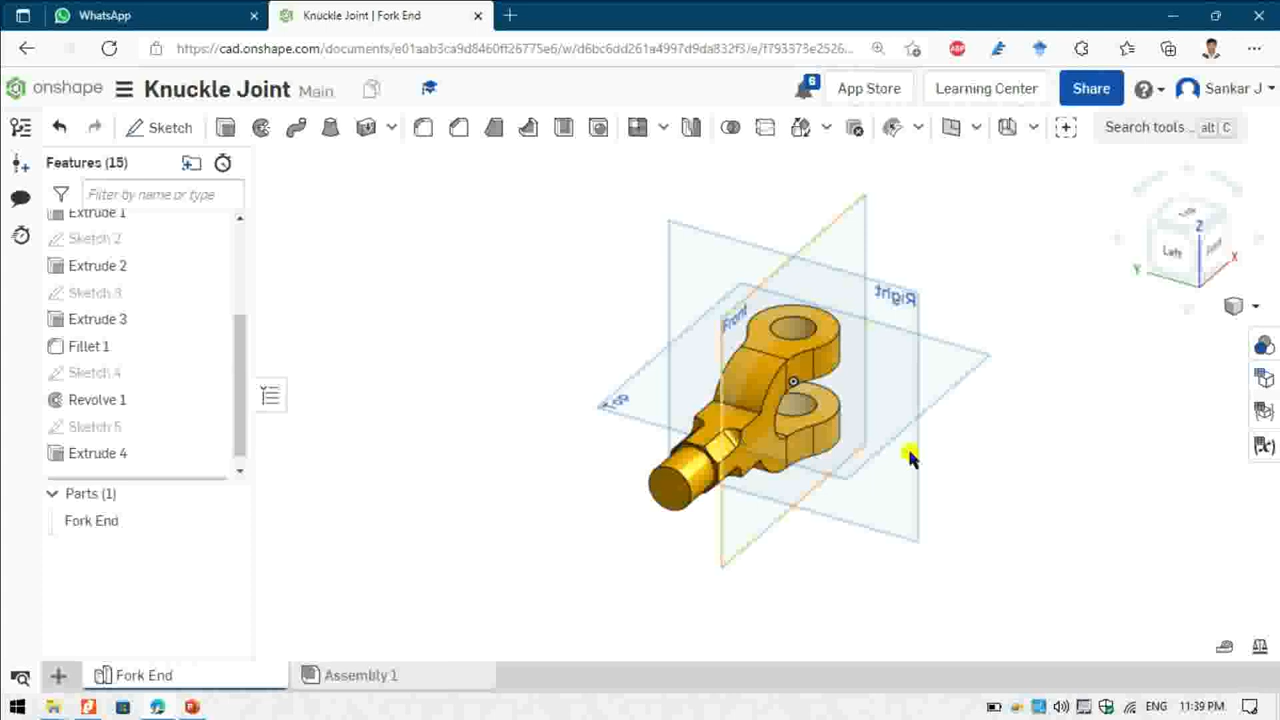 WhatsApp
Knuckle Joint | Fork End
https://cad.onshape.com/documents/e01aab3ca9d8460ff26775e6/w/d6bc6dd261a4997d9da832f3/e/f793373e2526...
ABP
onshape
Knuckle Joint Main
6
App Store
Learning Center
Share
Sankar J
Sketch
Search tools... alt C
Features (15)
Filter by name or type
Extrude 1
Sketch 2
Extrude 2
Sketch 3
Extrude 3
Fillet 1
Sketch 4
Revolve 1
Sketch 5
Extrude 4
Parts (1)
Fork End
Front
Right
Top
Z
Left
Y
X
Fork End
Assembly 1
ENG
11:39 PM